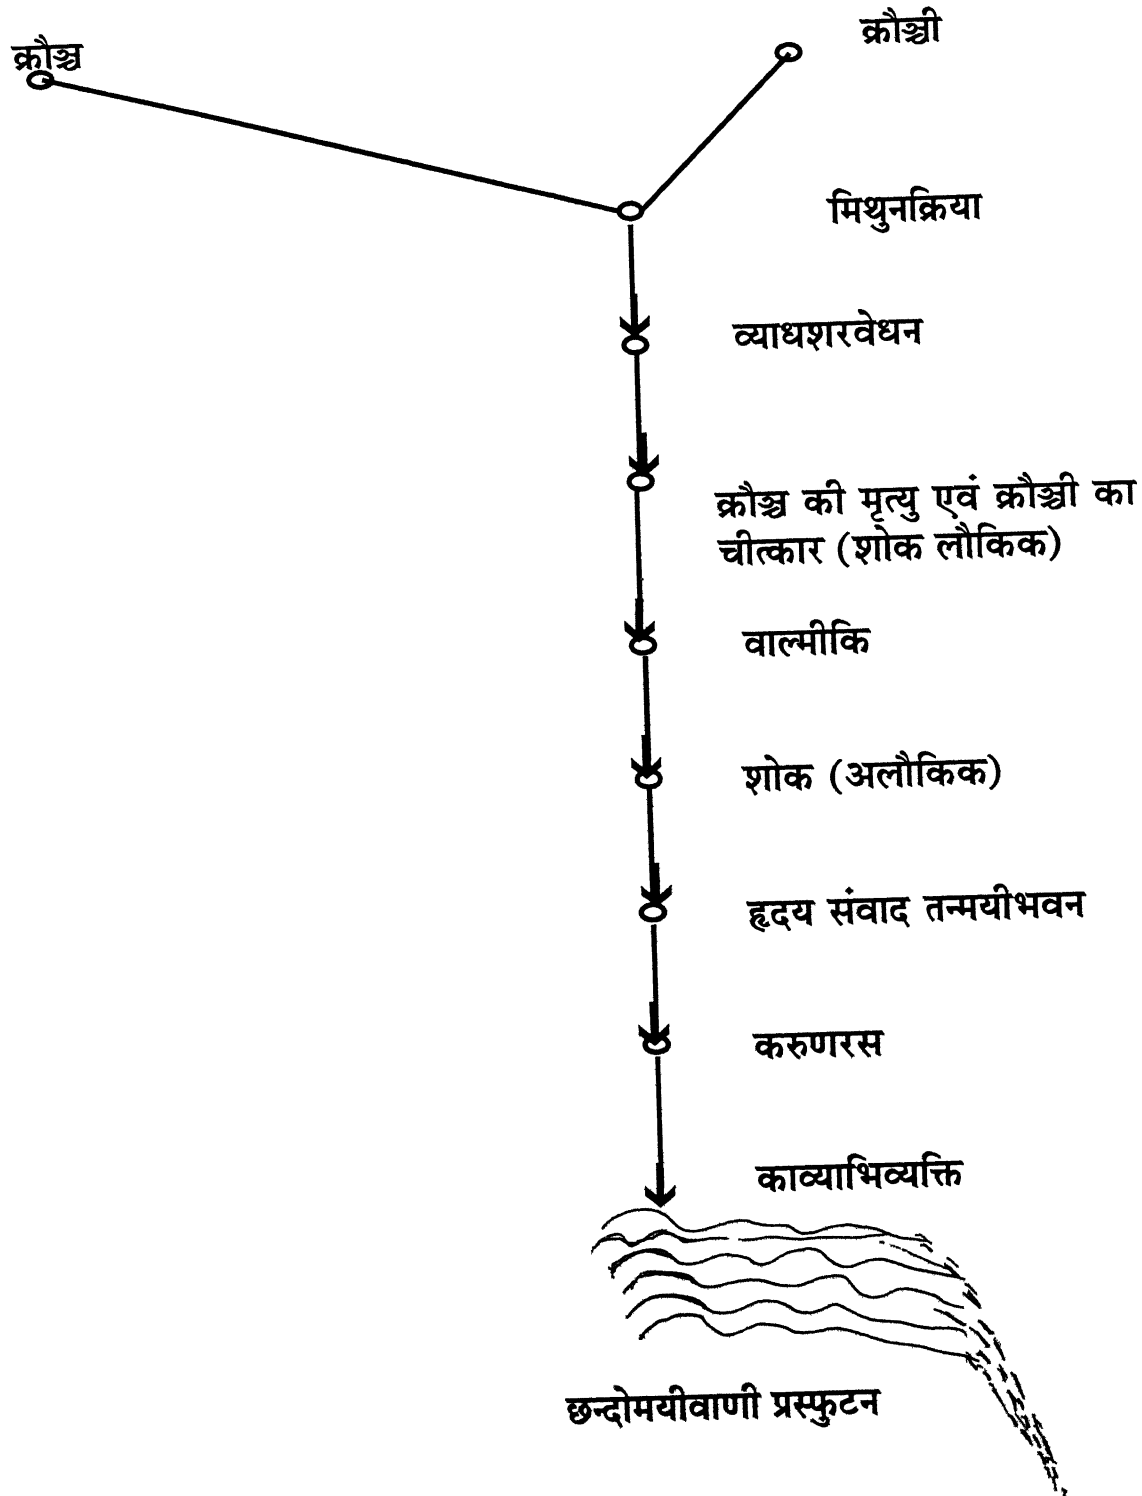 क्रौञ्च
क्रौञ्ची
मिथुनक्रिया
व्याधशरवेधन
क्रौञ्च की मृत्यु एवं क्रौञ्ची का
चीत्कार (शोक लौकिक)
वाल्मीकि
शोक (अलौकिक)
हृदय संवाद तन्मयीभवन
करुणरस
काव्याभिव्यक्ति
छन्दोमयीवाणी प्रस्फुटन